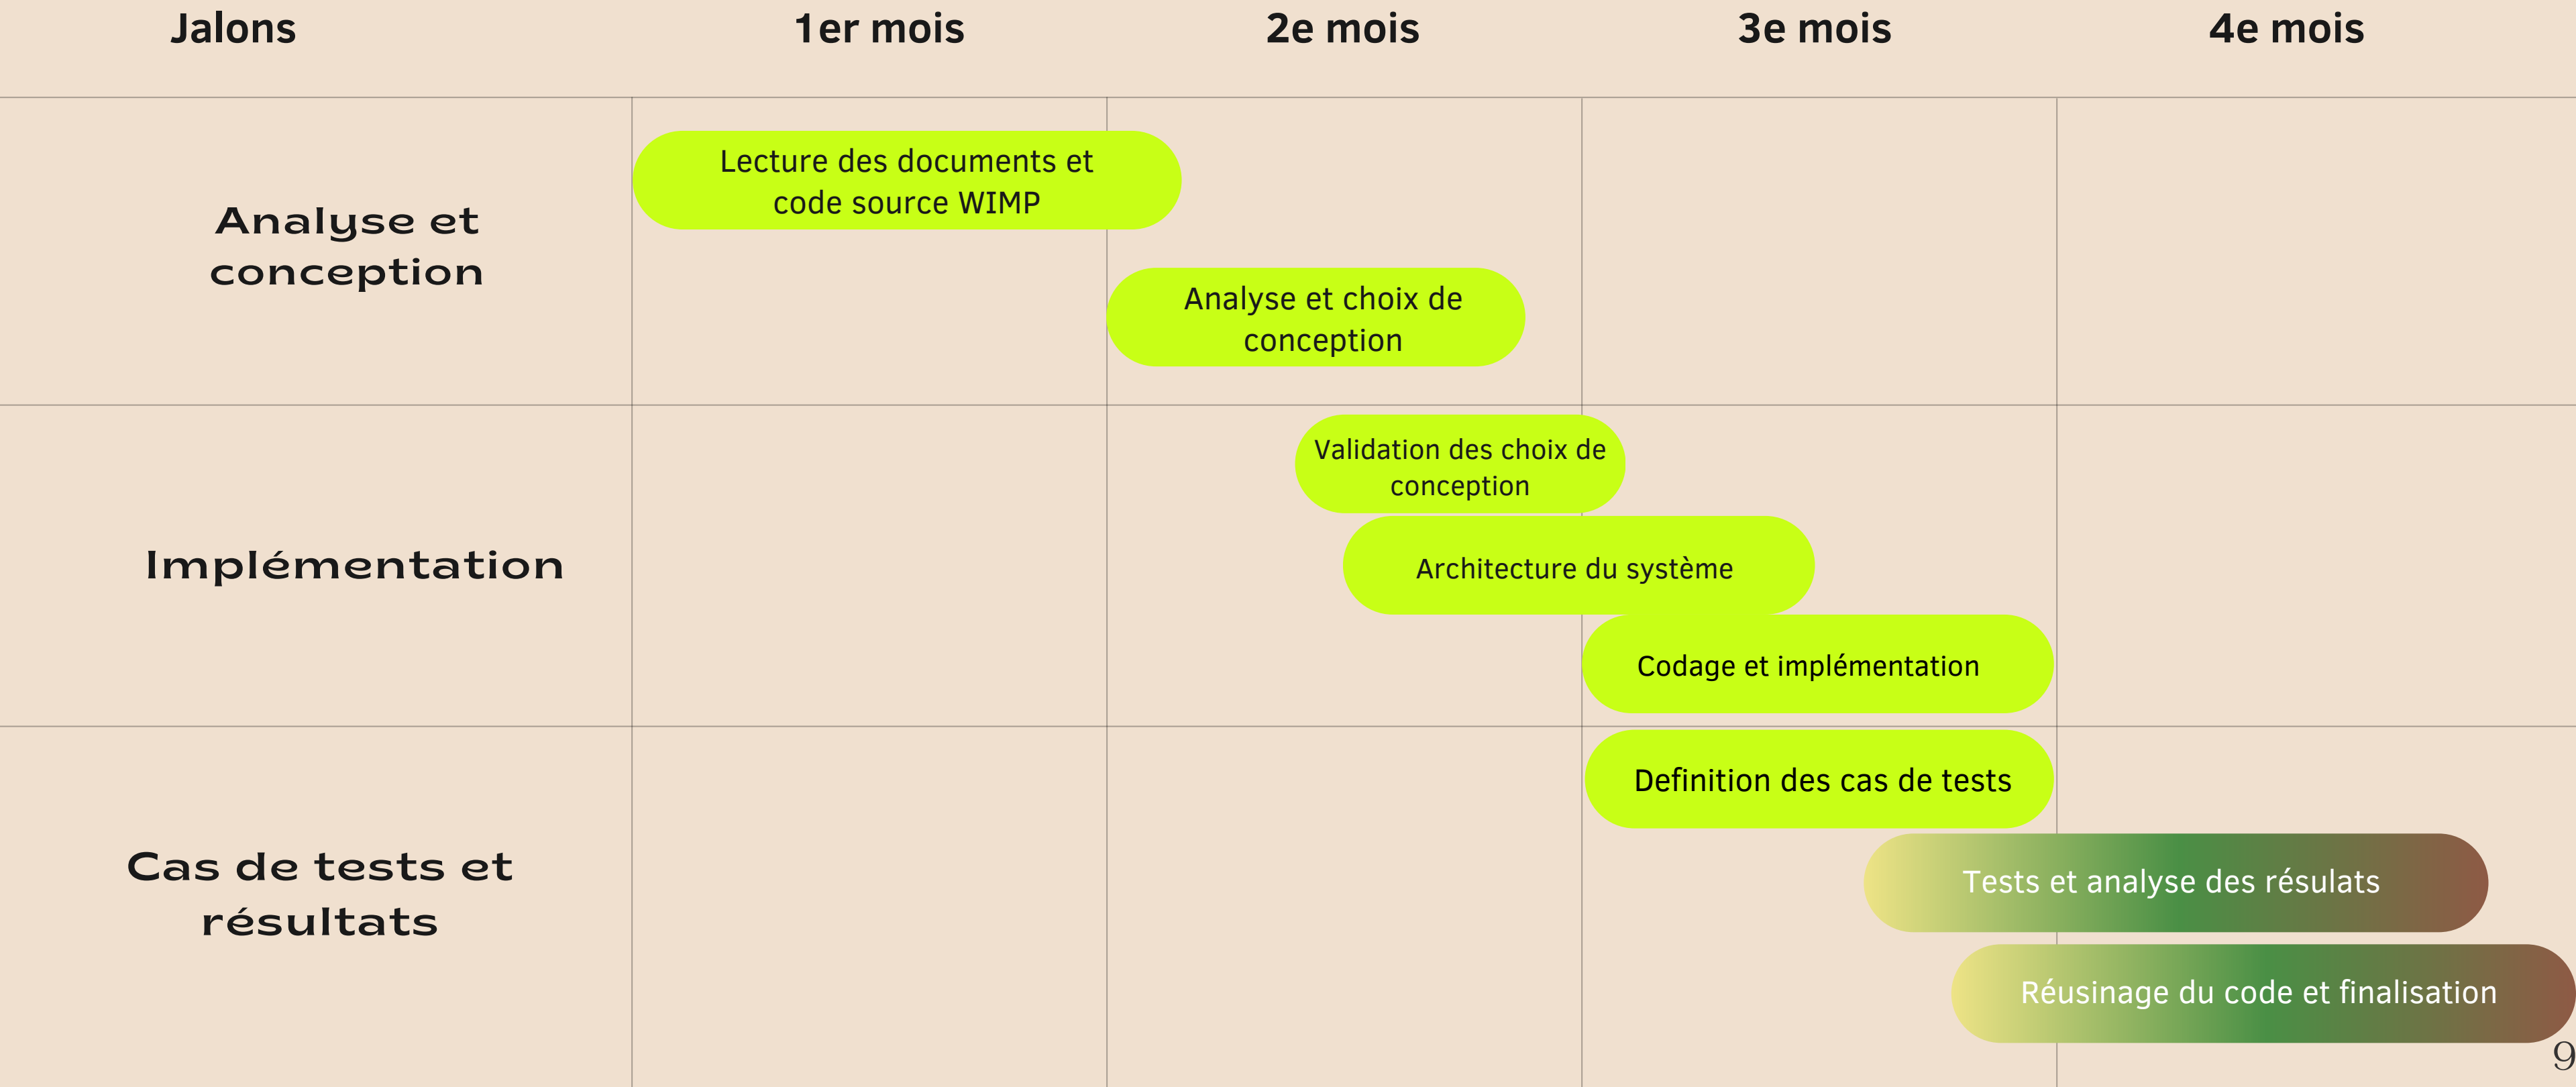 Jalons 1er mois 2e mois 3e mois 4e mois
Analyse et
conception
Lecture des documents et
code source WIMP
Analyse et choix de
conception
Implémentation
Validation des choix de
conception
Architecture du système
Codage et implémentation
Cas de tests et
résultats
Definition des cas de tests
Tests et analyse des résulats
Réusinage du code et finalisation
9